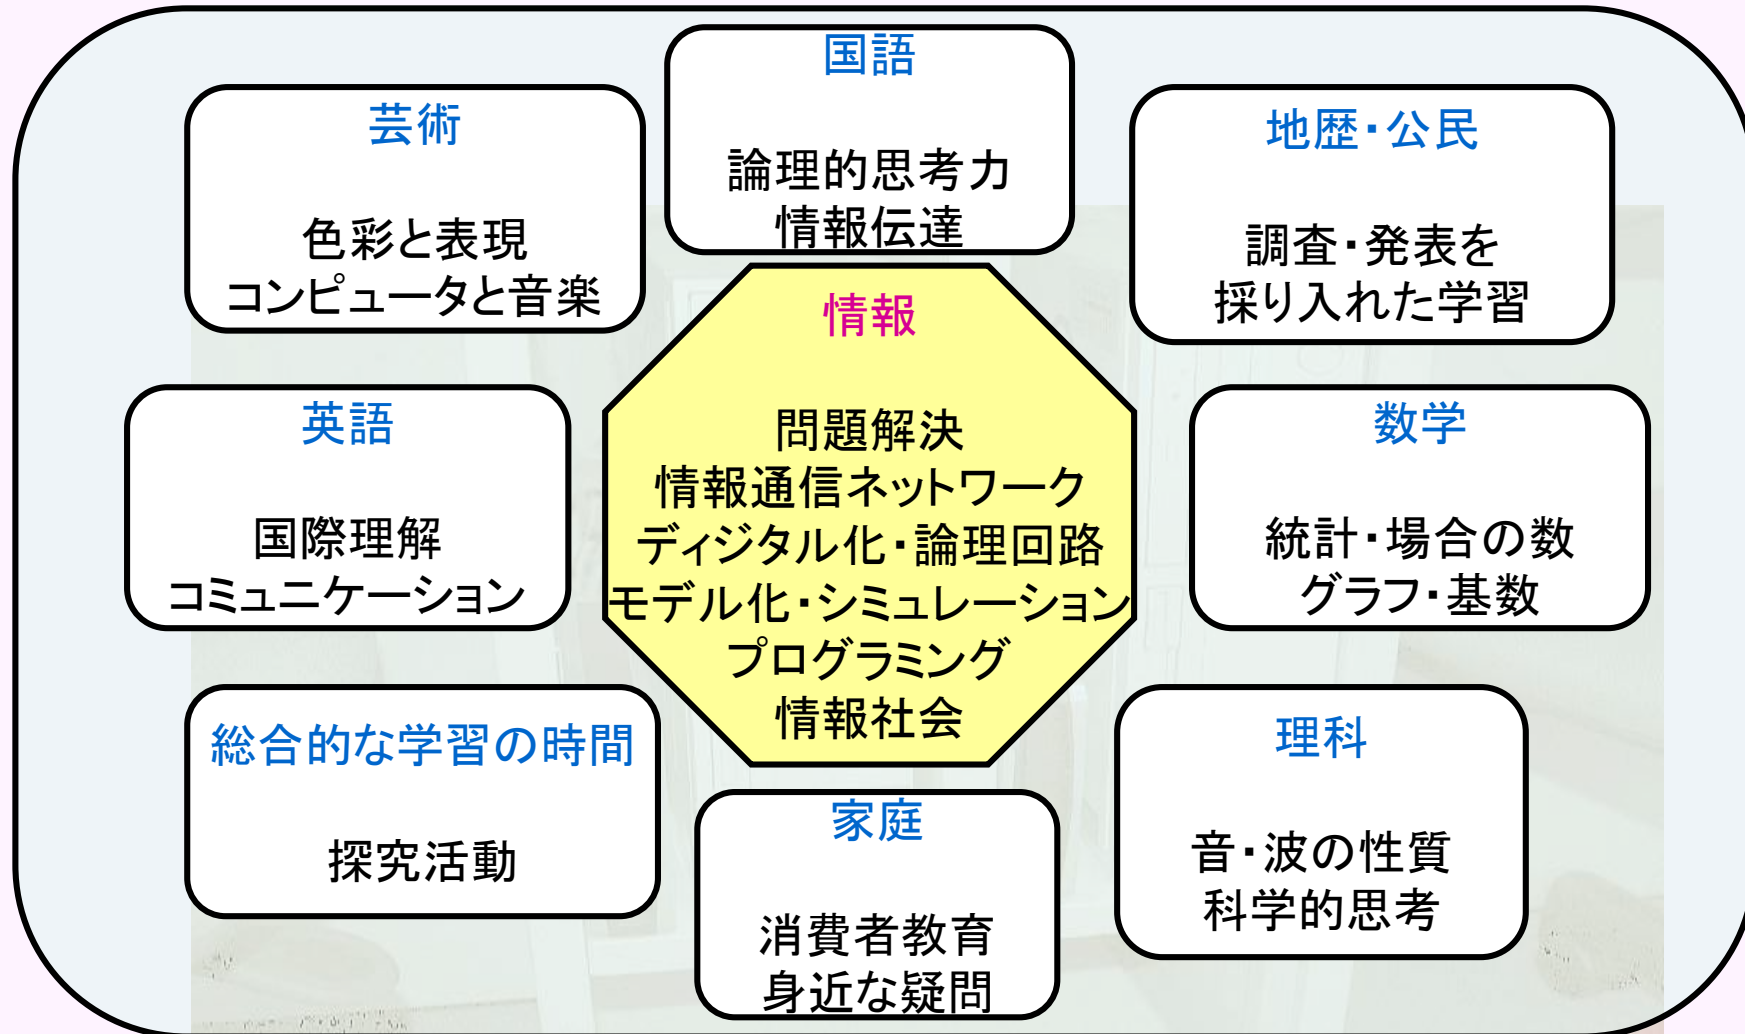 国語
論理的思考力
情報伝達
芸術
色彩と表現
コンピュータと音楽
地歴・公民
調査・発表を
採り入れた学習
情報
問題解決
情報通信ネットワーク
ディジタル化・論理回路
モデル化・シミュレーション
プログラミング
情報社会
英語
国際理解
コミュニケーション
数学
統計・場合の数
グラフ・基数
総合的な学習の時間
探究活動
家庭
消費者教育
身近な疑問
理科
音・波の性質
科学的思考